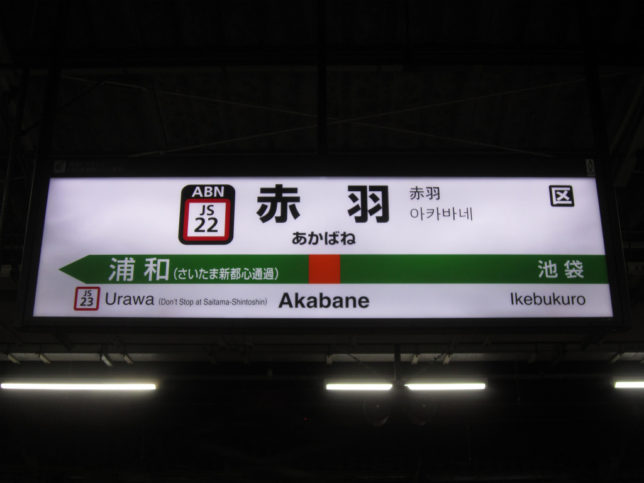 ABN
JS
22
赤羽
あかばね
赤羽
아카바네
区
浦和(さいたま新都心通過)
池袋
JS
23
Urawa (Don't Stop at Saitama-Shintoshin)
Akabane
Ikebukuro